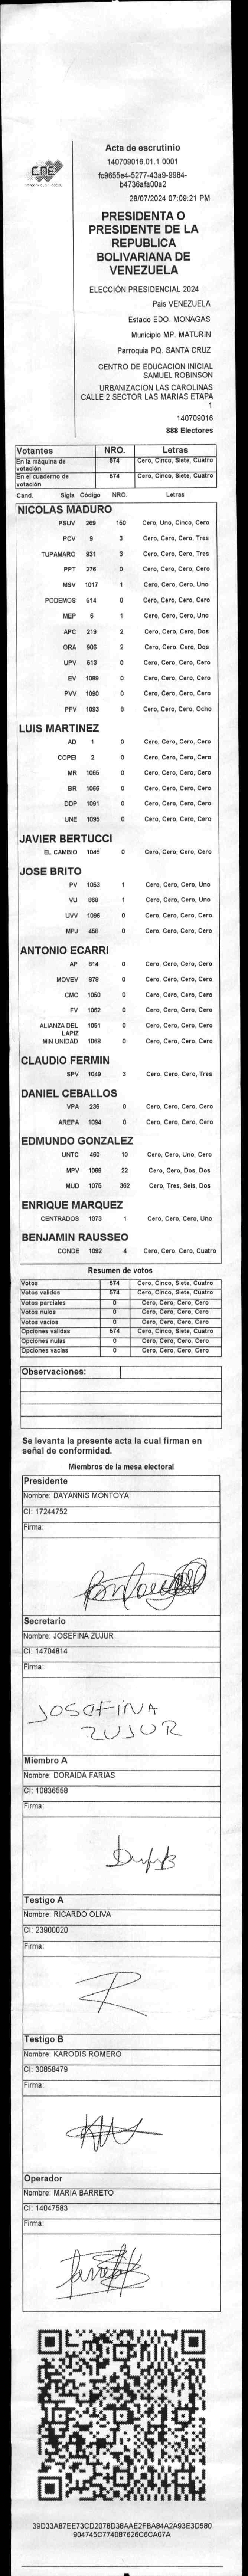 CNE
Acta de escrutinio
140709016.01.1.0001
fc9655e4-5277-43a9-9984-
b4736afa00a2
28/07/2024 07:09:21 PM
PRESIDENTA O
PRESIDENTE DE LA
REPUBLICA
BOLIVARIANA DE
VENEZUELA
ELECCIÓN PRESIDENCIAL 2024
País VENEZUELA
Estado EDO. MONAGAS
Municipio MP. MATURIN
Parroquia PQ. SANTA CRUZ
CENTRO DE EDUCACION INICIAL
SAMUEL ROBINSON
URBANIZACION LAS CAROLINAS
CALLE 2 SECTOR LAS MARIAS ETAPA
1
140709016
888 Electores
Votantes NRO. Letras
En la máquina de votación 574 Cero, Cinco, Siete, Cuatro
En el cuaderno de votación 574 Cero, Cinco, Siete, Cuatro
Cand. Sigla Código NRO. Letras
NICOLAS MADURO
PSUV 269 150 Cero, Uno, Cinco, Cero
PCV 9 3 Cero, Cero, Cero, Tres
TUPAMARO 931 3 Cero, Cero, Cero, Tres
PPT 276 0 Cero, Cero, Cero, Cero
MSV 1017 1 Cero, Cero, Cero, Uno
PODEMOS 514 0 Cero, Cero, Cero, Cero
MEP 6 1 Cero, Cero, Cero, Uno
APC 219 2 Cero, Cero, Cero, Dos
ORA 906 2 Cero, Cero, Cero, Dos
UPV 513 0 Cero, Cero, Cero, Cero
EV 1089 0 Cero, Cero, Cero, Cero
PVV 1090 0 Cero, Cero, Cero, Cero
PFV 1093 8 Cero, Cero, Cero, Ocho
LUIS MARTINEZ
AD 1 0 Cero, Cero, Cero, Cero
COPEI 2 0 Cero, Cero, Cero, Cero
MR 1065 0 Cero, Cero, Cero, Cero
BR 1066 0 Cero, Cero, Cero, Cero
DDP 1091 0 Cero, Cero, Cero, Cero
UNE 1095 0 Cero, Cero, Cero, Cero
JAVIER BERTUCCI
EL CAMBIO 1048 0 Cero, Cero, Cero, Cero
JOSE BRITO
PV 1053 1 Cero, Cero, Cero, Uno
VU 868 1 Cero, Cero, Cero, Uno
UVV 1096 0 Cero, Cero, Cero, Cero
MPJ 458 0 Cero, Cero, Cero, Cero
ANTONIO ECARRI
AP 814 0 Cero, Cero, Cero, Cero
MOVEV 978 0 Cero, Cero, Cero, Cero
CMC 1050 0 Cero, Cero, Cero, Cero
FV 1052 0 Cero, Cero, Cero, Cero
ALIANZA DEL LAPIZ 1051 0 Cero, Cero, Cero, Cero
MIN UNIDAD 1068 0 Cero, Cero, Cero, Cero
CLAUDIO FERMIN
SPV 1049 3 Cero, Cero, Cero, Tres
DANIEL CEBALLOS
VPA 236 0 Cero, Cero, Cero, Cero
AREPA 1094 0 Cero, Cero, Cero, Cero
EDMUNDO GONZALEZ
UNTC 460 10 Cero, Cero, Uno, Cero
MPV 1069 22 Cero, Cero, Dos, Dos
MUD 1075 362 Cero, Tres, Seis, Dos
ENRIQUE MARQUEZ
CENTRADOS 1073 1 Cero, Cero, Cero, Uno
BENJAMIN RAUSSEO
CONDE 1092 4 Cero, Cero, Cero, Cuatro
Resumen de votos
Votos 574 Cero, Cinco, Siete, Cuatro
Votos validos 574 Cero, Cinco, Siete, Cuatro
Votos parciales 0 Cero, Cero, Cero, Cero
Votos nulos 0 Cero, Cero, Cero, Cero
Votos vacios 0 Cero, Cero, Cero, Cero
Opciones validas 574 Cero, Cinco, Siete, Cuatro
Opciones nulas 0 Cero, Cero, Cero, Cero
Opciones vacias 0 Cero, Cero, Cero, Cero
Observaciones:
Se levanta la presente acta la cual firman en
señal de conformidad.
Miembros de la mesa electoral
Presidente
Nombre: DAYANNIS MONTOYA
CI: 17244752
Firma:
Secretario
Nombre: JOSEFINA ZUJUR
CI: 14704814
Firma:
JOSEFINA
ZUJUR
Miembro A
Nombre: DORAIDA FARIAS
CI: 10836558
Firma:
Testigo A
Nombre: RICARDO OLIVA
CI: 23900020
Firma:
Testigo B
Nombre: KARODIS ROMERO
CI: 30858479
Firma:
Operador
Nombre: MARIA BARRETO
CI: 14047563
Firma:
39D33A87EE73CD2078D38AAE2FBA84A2A93E3D560
904745C774087626C6CA07A